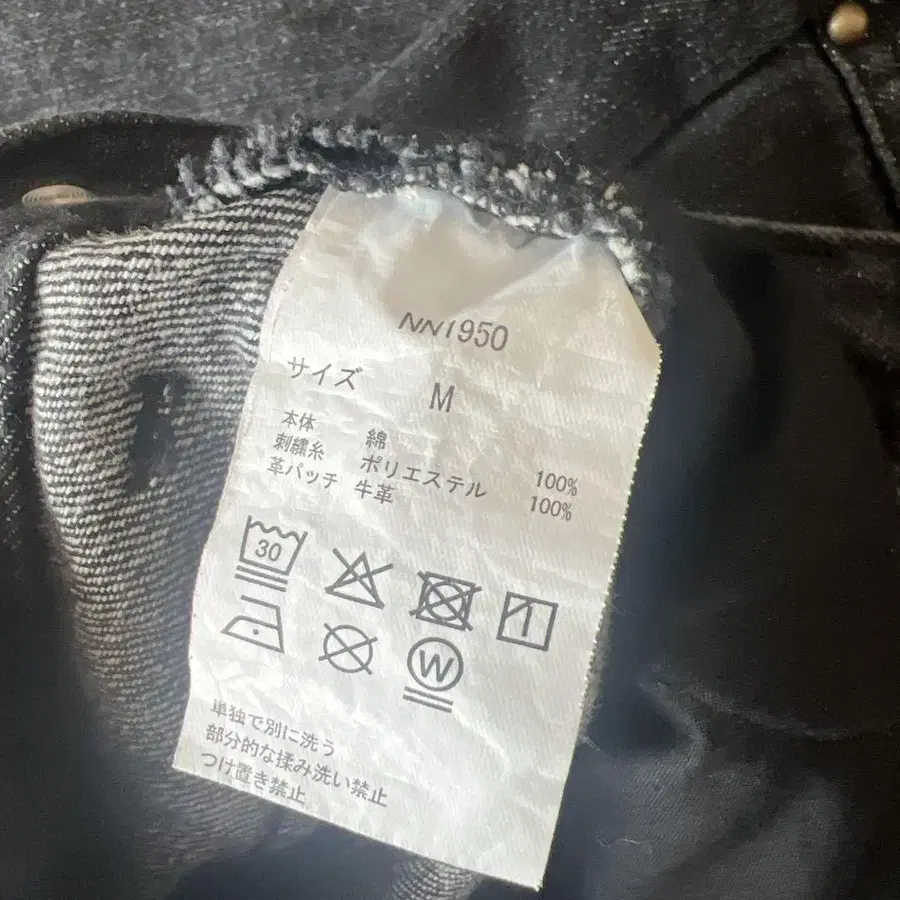 NN1950
サイズ M
本体 綿 100%
刺繍糸 ポリエステル 100%
革パッチ 牛革
30
W
単独で別に洗う
部分的な揉み洗い禁止
つけ置き禁止